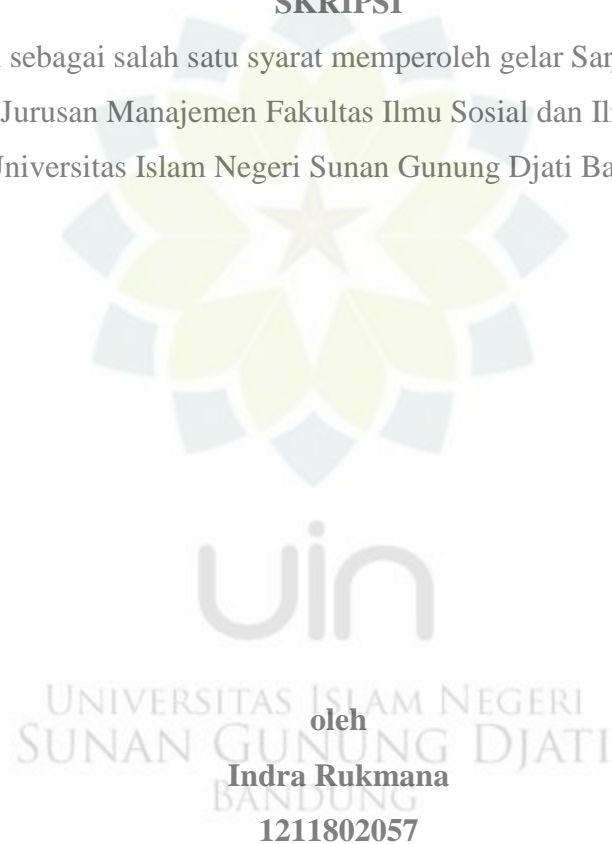 SKRIPSI
sebagai salah satu syarat memperoleh gelar
Jurusan Manajemen Fakultas Ilmu Sosial dan
Universitas Islam Negeri Sunan Gunung Djati
uin
UNIVERSITAS ISLAM NEGERI
oleh
SUNAN GUNUNG DJATI
Indra Rukmana
BANDUNG
1211802057